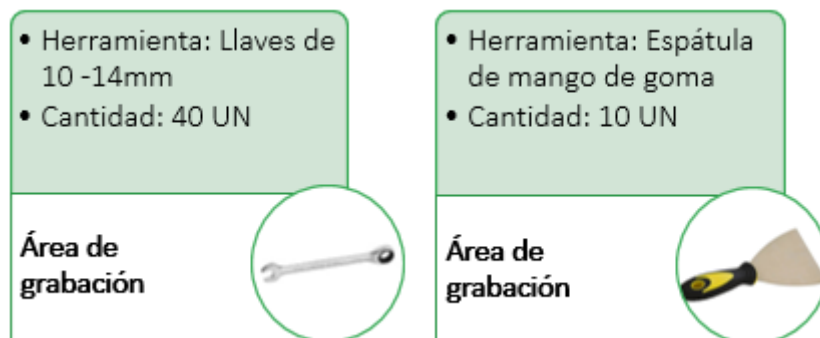 • Herramienta: Llaves de
10 -14mm
• Cantidad: 40 UN
Área de
grabación
• Herramienta: Espátula
de mango de goma
• Cantidad: 10 UN
Área de
grabación